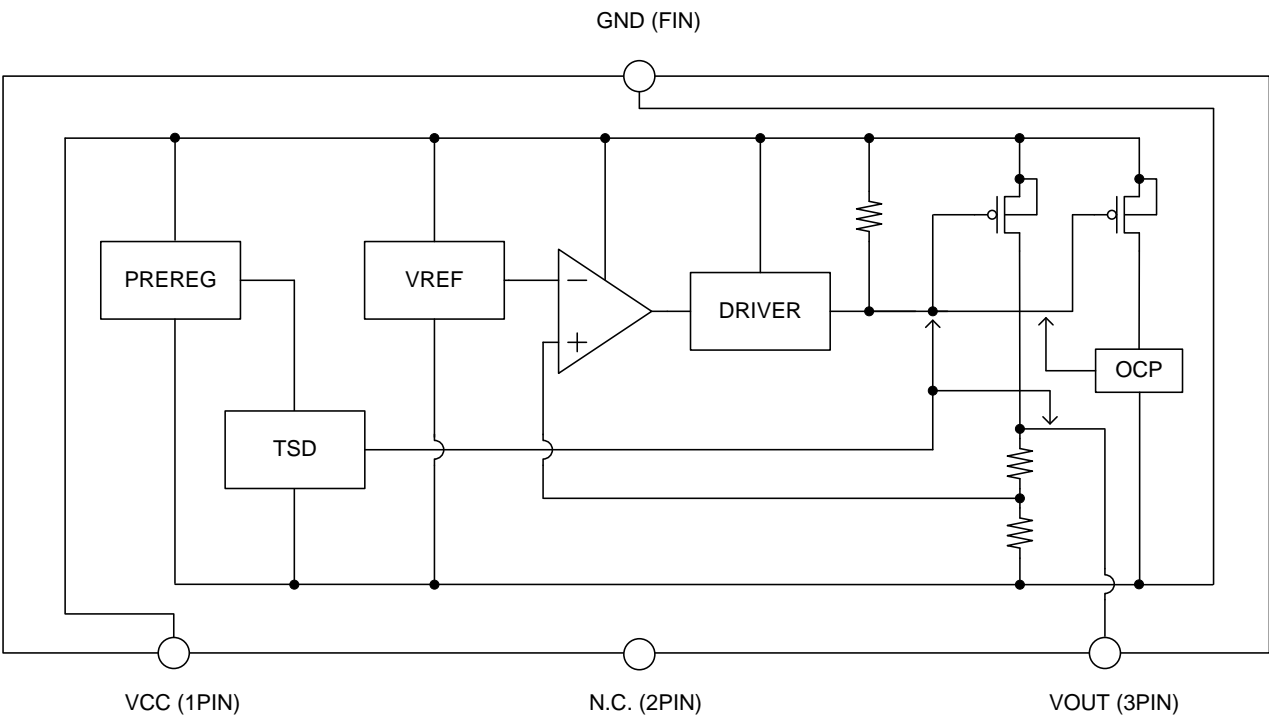 GND (FIN)
PREREG
VREF
DRIVER
OCP
TSD
VCC (1PIN)
N.C. (2PIN)
VOUT (3PIN)